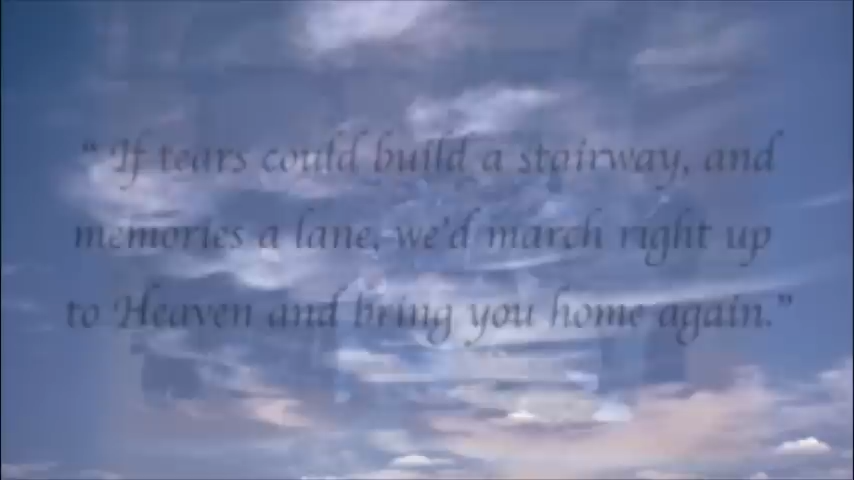 " If tears could build a stairway, and
memories a lane, we'd march right up
to Heaven and bring you home again."